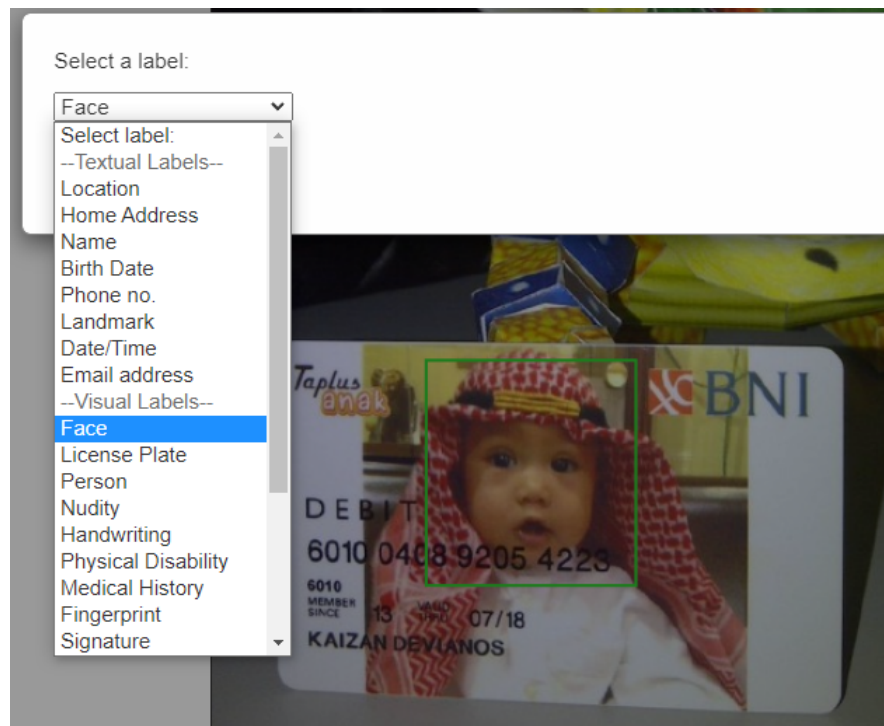 Select a label:
Face
Select label:
--Textual Labels--
Location
Home Address
Name
Birth Date
Phone no.
Landmark
Date/Time
Email address
--Visual Labels--
Face
License Plate
Person
Nudity
Handwriting
Physical Disability
Medical History
Fingerprint
Signature
Taplus
anak
BNI
DEBIT
6010 0408 9205 4223
6010
MEMBER
SINCE 13 07/18
KAIZAN DEVIANOS